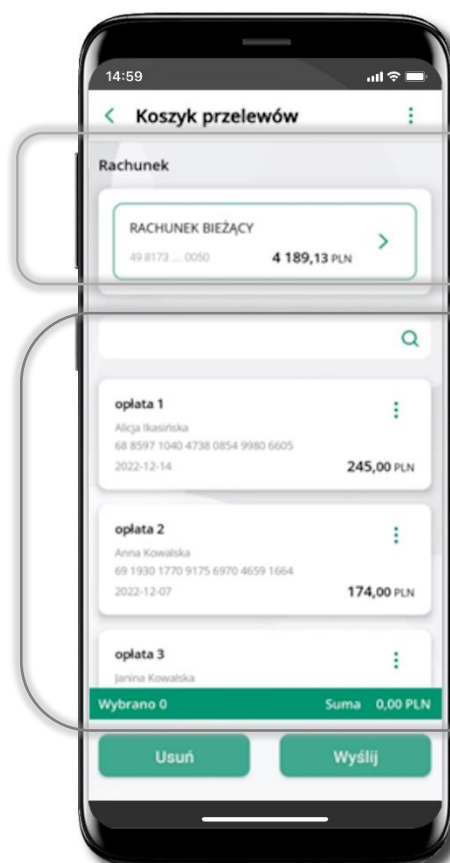 14:59
Koszyk przelewów
Rachunek
RACHUNEK BIEŻĄCY
49 8173 .... 0050 4 189,13 PLN
opłata 1
Alicja Ikasińska
68 8597 1040 4738 0854 9980 6605
2022-12-14 245,00 PLN
opłata 2
Anna Kowalska
69 1930 1770 9175 6970 4659 1664
2022-12-07 174,00 PLN
opłata 3
Janina Kowalska
Wybrano 0 Suma 0,00 PLN
Usuń Wyślij